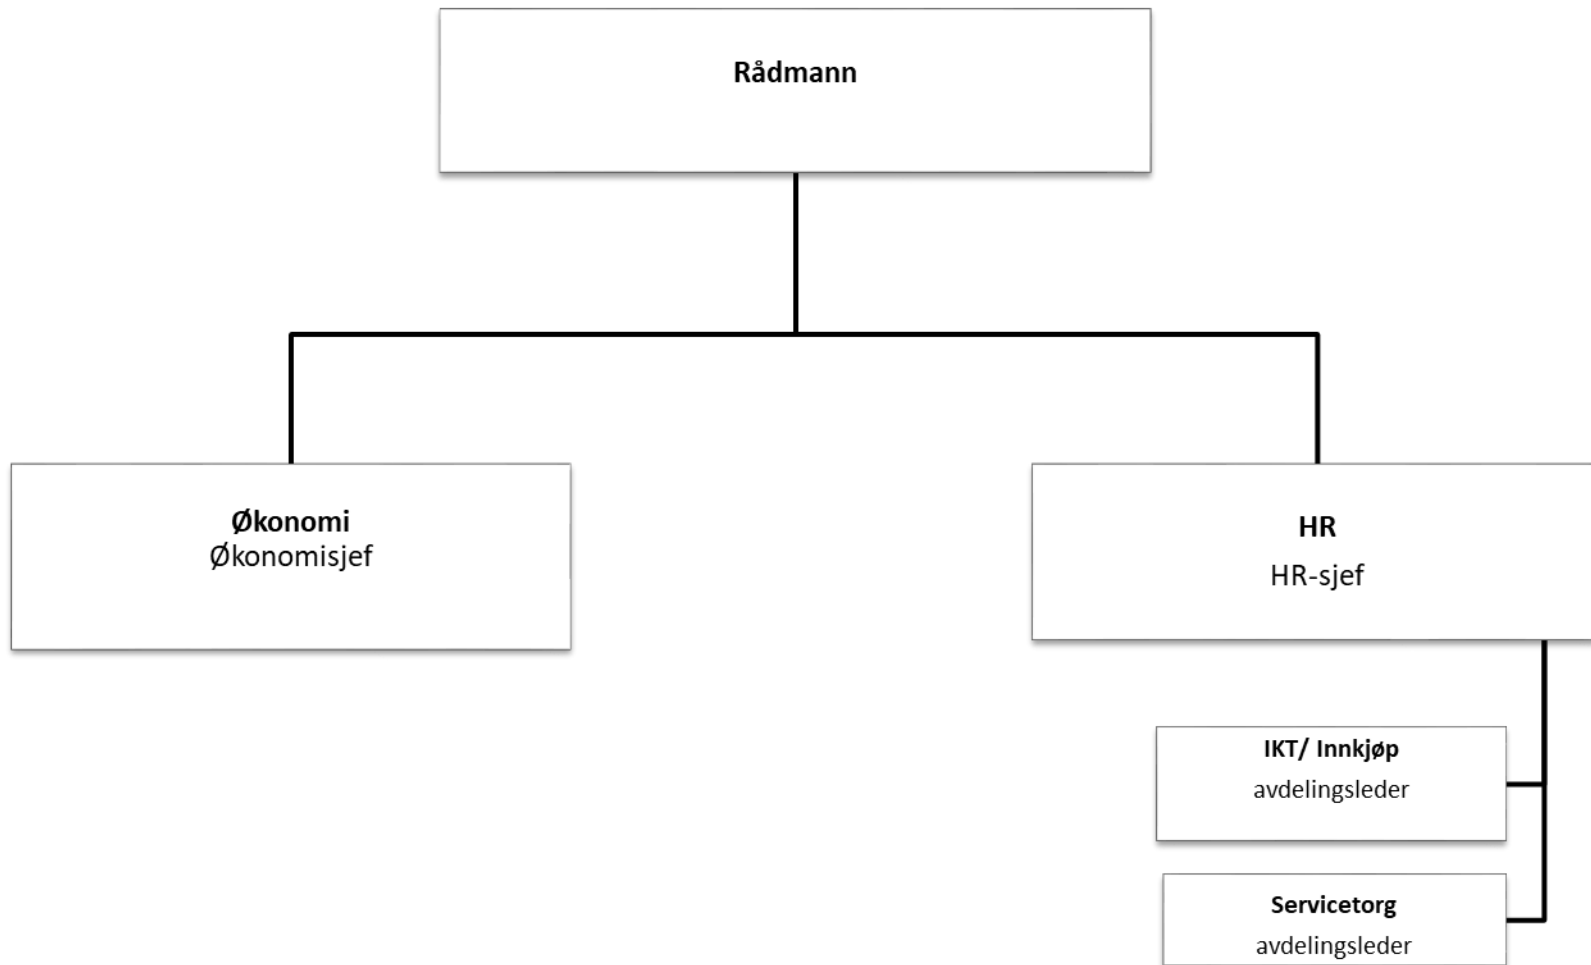 Rådmann
Økonomi
Økonomisjef
HR
HR-sjef
IKT/ Innkjøp
avdelingsleder
Servicetorg
avdelingsleder